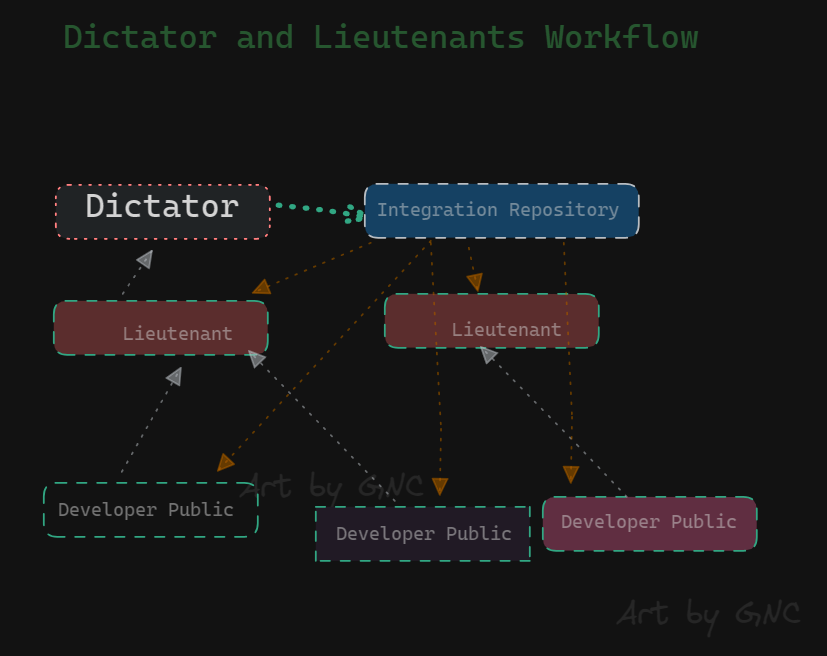 Dictator and Lieutenants Workflow
Dictator
Integration Repository
Lieutenant
Lieutenant
Art by GNC
Developer Public
Developer Public
Developer Public
Art by GNC